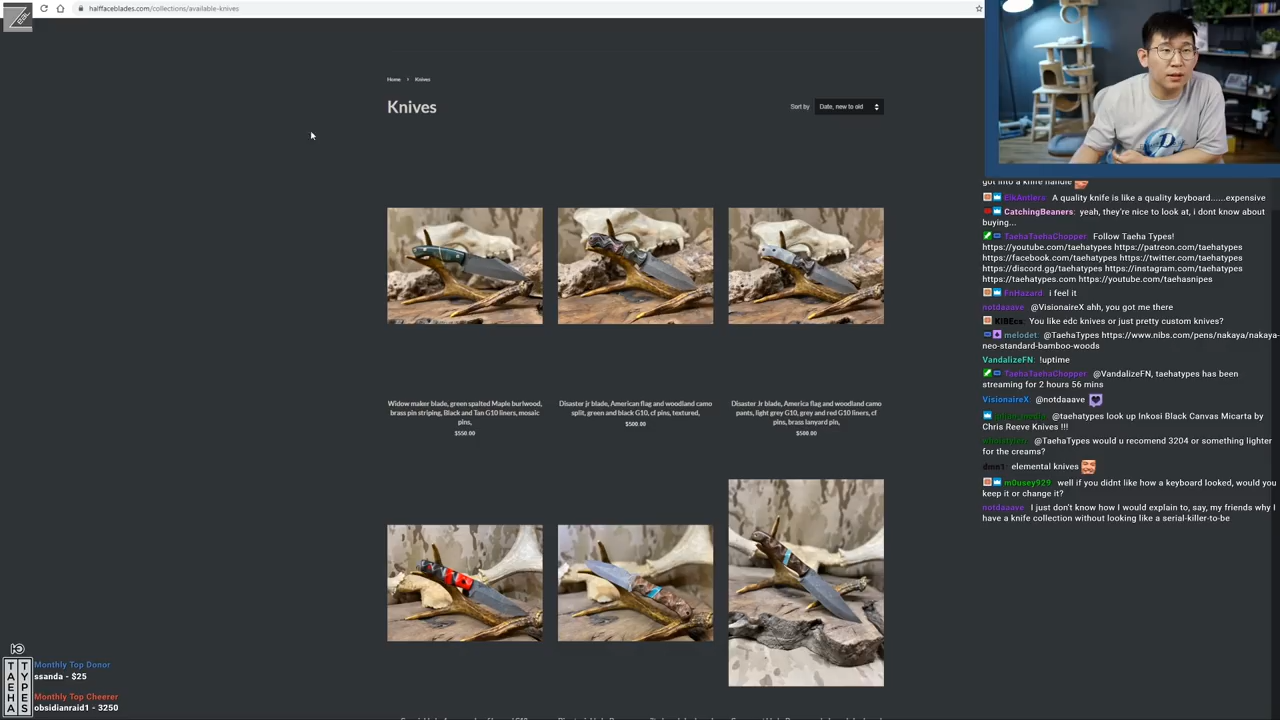 halffaceblades.com/collections/available-knives
Home > Knives
Knives
Sort by Date, new to old
Widow maker blade, green spalted Maple burlwood,
brass pin striping, Black and Tan G10 liners, mosaic
pins,
$550.00
Disaster jr blade, American flag and woodland camo
split, green and black G10, cf pins, textured,
$500.00
Disaster Jr blade, America flag and woodland camo
pants, light grey G10, grey and red G10 liners, cf
pins, brass lanyard pin,
$500.00
got into a knife handle
ElkAntlers: A quality knife is like a quality keyboard......expensive
CatchingBeaners: yeah, they're nice to look at, i dont know about
buying...
TaehaTaehaChopper: Follow Taeha Types!
https://youtube.com/taehatypes https://patreon.com/taehatypes
https://facebook.com/taehatypes https://twitter.com/taehatypes
https://discord.gg/taehatypes https://instagram.com/taehatypes
https://taehatypes.com https://youtube.com/taehasnipes
FnHazard: i feel it
notdaaave: @VisionaireX ahh, you got me there
You like edc knives or just pretty custom knives?
melodet: @TaehaTypes https://www.nibs.com/pens/nakaya/nakaya-
neo-standard-bamboo-woods
VandalizeFN: !uptime
TaehaTaehaChopper: @VandalizeFN, taehatypes has been
streaming for 2 hours 56 mins
VisionaireX: @notdaaave
@taehatypes look up Inkosi Black Canvas Micarta by
Chris Reeve Knives !!!
@TaehaTypes would u recomend 3204 or something lighter
for the creams?
dmn1: elemental knives
m0usey929: well if you didnt like how a keyboard looked, would you
keep it or change it?
notdaaave: I just don't know how I would explain to, say, my friends why I
have a knife collection without looking like a serial-killer-to-be
Monthly Top Donor
ssanda - $25
Monthly Top Cheerer
obsidianraid1 - 3250
TAEHA
TYPES